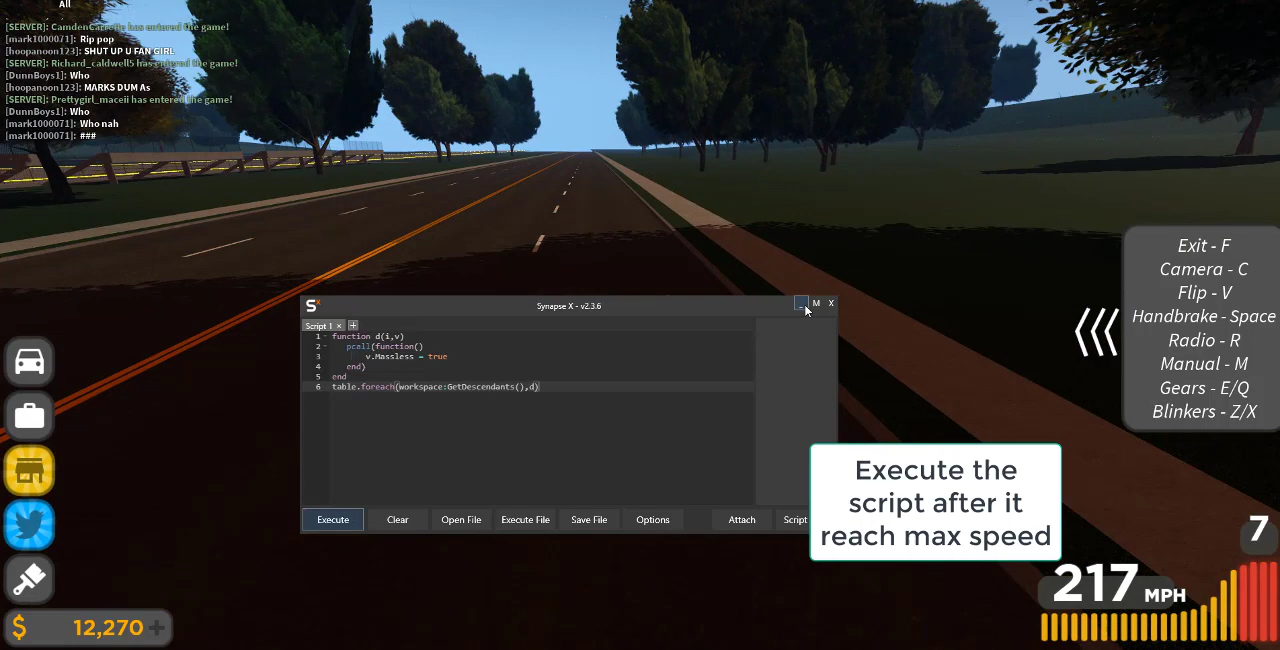 All
[SERVER]: CamdenCarrette has entered the game!
[mark1000071]: Rip pop
[hoopanoon123]: SHUT UP U FAN GIRL
[SERVER]: Richard_caldwell5 has entered the game!
[DunnBoys1]: Who
[hoopanoon123]: MARKS DUM As
[SERVER]: Prettygirl_maceii has entered the game!
[DunnBoys1]: Who
[mark1000071]: Who nah
[mark1000071]: ###
Exit - F
Camera - C
Flip - V
Handbrake - Space
Radio - R
Manual - M
Gears - E/Q
Blinkers - Z/X
SX
Synapse X - v2.3.6
_ M X
Script 1 × +
1 function d(i,v)
2 pcall(function()
3 v.Massless = true
4 end)
5 end
6 table.foreach(workspace:GetDescendants(),d)
Execute Clear Open File Execute File Save File Options Attach Script
Execute the
script after it
reach max speed
7
217 MPH
$ 12,270 +